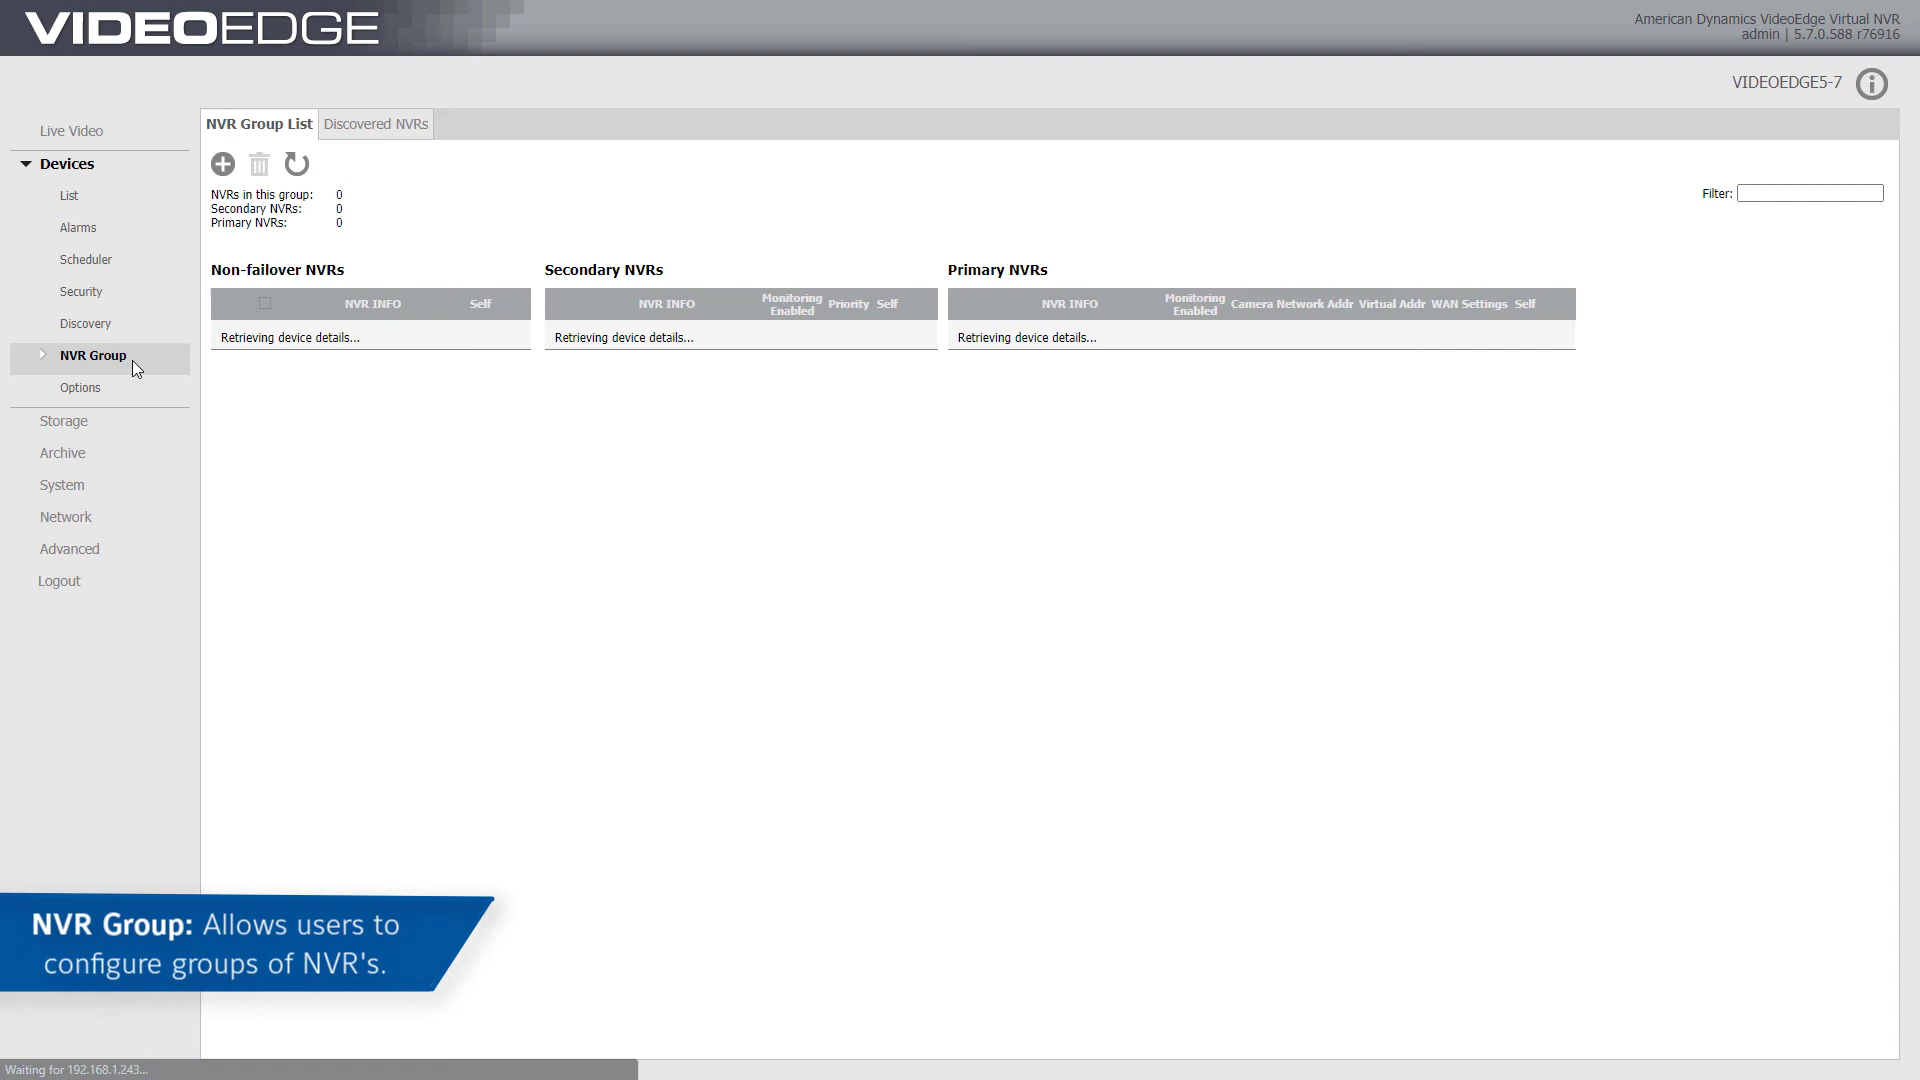 VIDEOEDGE
American Dynamics VideoEdge Virtual NVR
admin | 5.7.0.588 r76916
VIDEOEDGE5-7
Live Video
Devices
List
Alarms
Scheduler
Security
Discovery
NVR Group
Options
Storage
Archive
System
Network
Advanced
Logout
NVR Group List Discovered NVRs
NVRs in this group: 0
Secondary NVRs: 0
Primary NVRs: 0
Filter:
Non-failover NVRs
NVR INFO Self
Retrieving device details...
Secondary NVRs
NVR INFO Monitoring Enabled Priority Self
Retrieving device details...
Primary NVRs
NVR INFO Monitoring Enabled Camera Network Addr Virtual Addr WAN Settings Self
Retrieving device details...
NVR Group: Allows users to
configure groups of NVR's.
Waiting for 192.168.1.243...